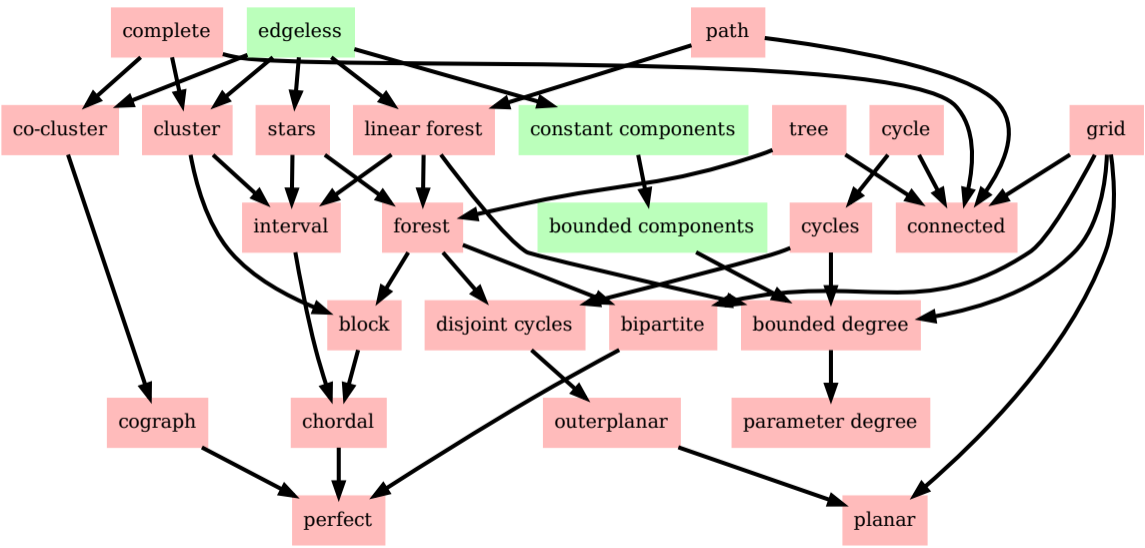 complete
edgeless
path
co-cluster
cluster
stars
linear forest
constant components
tree
cycle
grid
interval
forest
bounded components
cycles
connected
block
disjoint cycles
bipartite
bounded degree
cograph
chordal
outerplanar
parameter degree
perfect
planar